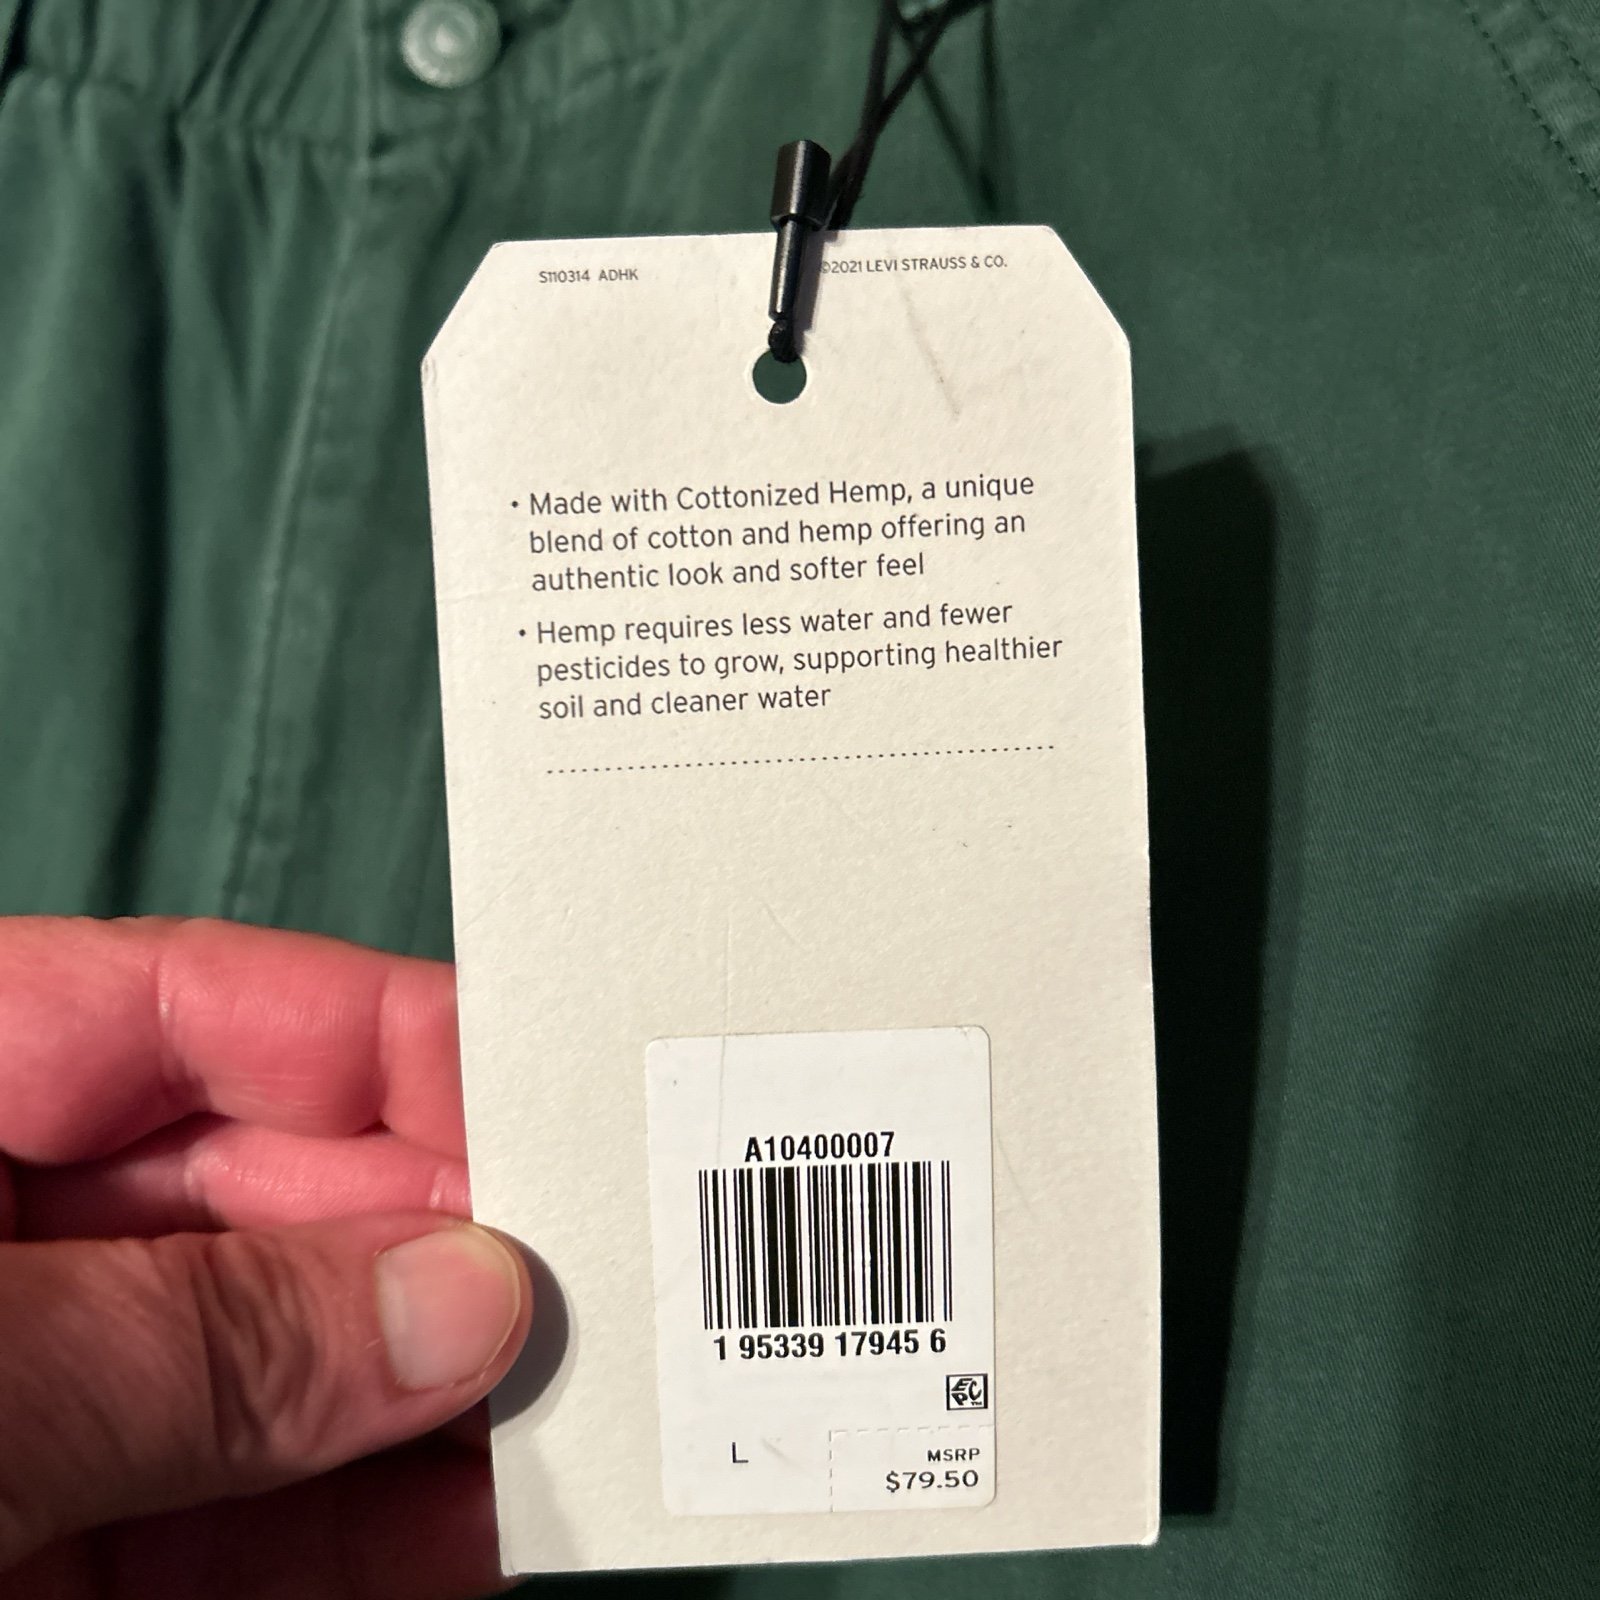 S110314 ADHK
©2021 LEVI STRAUSS & CO.
• Made with Cottonized Hemp, a unique
blend of cotton and hemp offering an
authentic look and softer feel
• Hemp requires less water and fewer
pesticides to grow, supporting healthier
soil and cleaner water
A10400007
1 95339 17945 6
EPC™
L
MSRP
$79.50